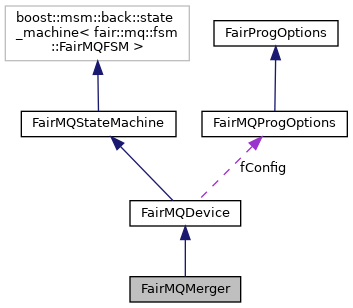 boost::msm::back::state
_machine< fair::mq::fsm
::FairMQFSM >
FairProgOptions
FairMQStateMachine
FairMQProgOptions
fConfig
FairMQDevice
FairMQMerger